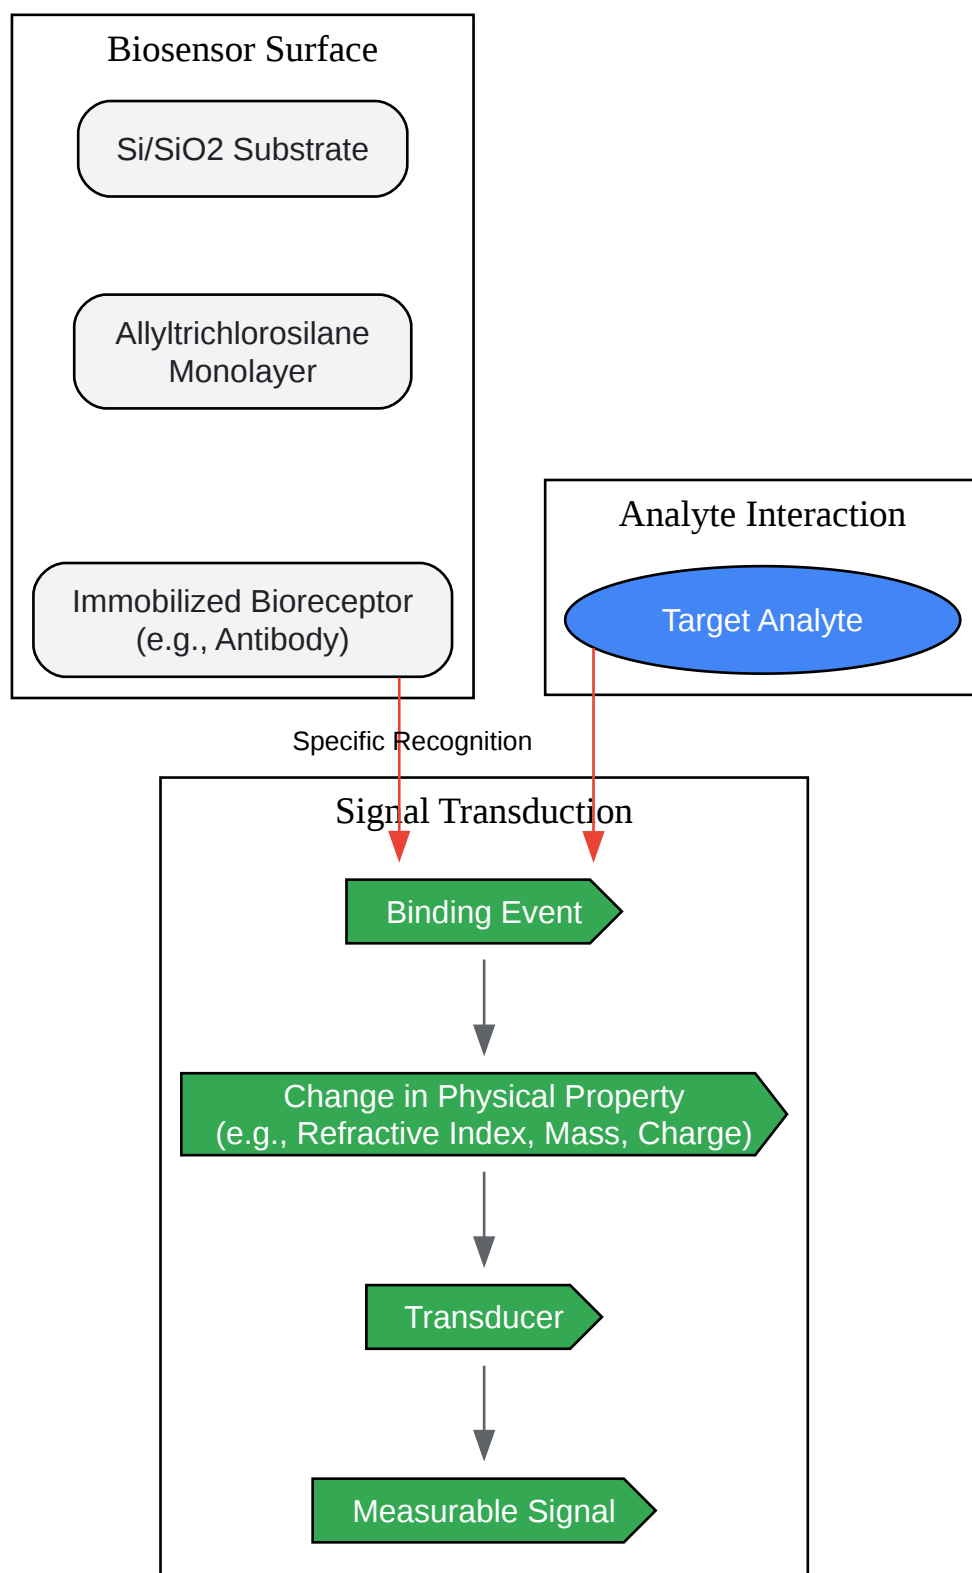 Biosensor Surface
Si/SiO2 Substrate
Allyltrichlorosilane
Monolayer
Immobilized Bioreceptor
(e.g., Antibody)
Analyte Interaction
Target Analyte
Specific Recognition
Signal Transduction
Binding Event
Change in Physical Property
(e.g., Refractive Index, Mass, Charge)
Transducer
Measurable Signal